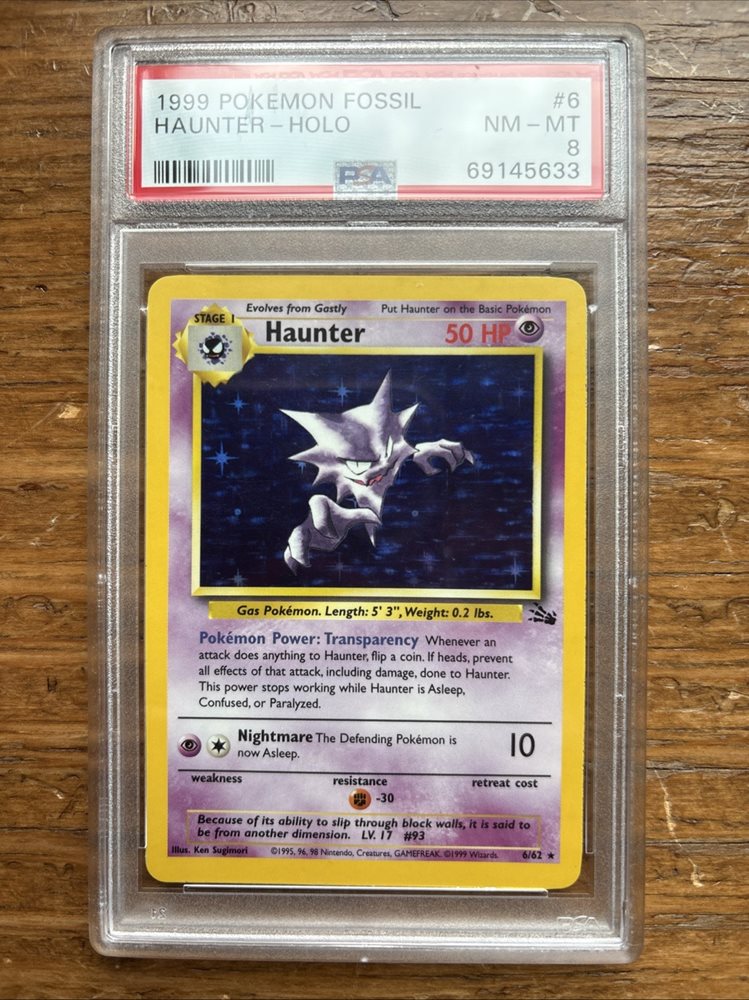 1999 POKEMON FOSSIL #6
HAUNTER - HOLO NM - MT
8
PSA 69145633
Evolves from Gastly Put Haunter on the Basic Pokémon
STAGE 1 Haunter 50 HP
Gas Pokémon. Length: 5' 3", Weight: 0.2 lbs.
Pokémon Power: Transparency Whenever an
attack does anything to Haunter, flip a coin. If heads, prevent
all effects of that attack, including damage, done to Haunter.
This power stops working while Haunter is Asleep,
Confused, or Paralyzed.
Nightmare The Defending Pokémon is
now Asleep. 10
weakness resistance retreat cost
-30
Because of its ability to slip through block walls, it is said to
be from another dimension. LV. 17 #93
Illus. Ken Sugimori ©1995, 96, 98 Nintendo, Creatures, GAMEFREAK. ©1999 Wizards. 6/62 ★
PSA